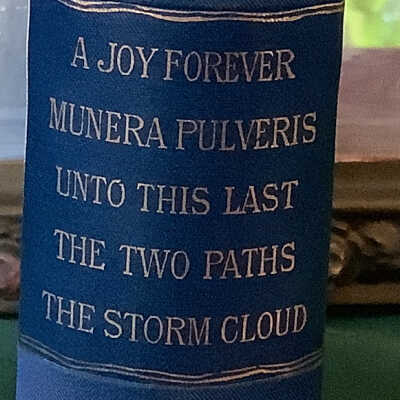 A JOY FOREVER
MUNERA PULVERIS
UNTO THIS LAST
THE TWO PATHS
THE STORM CLOUD